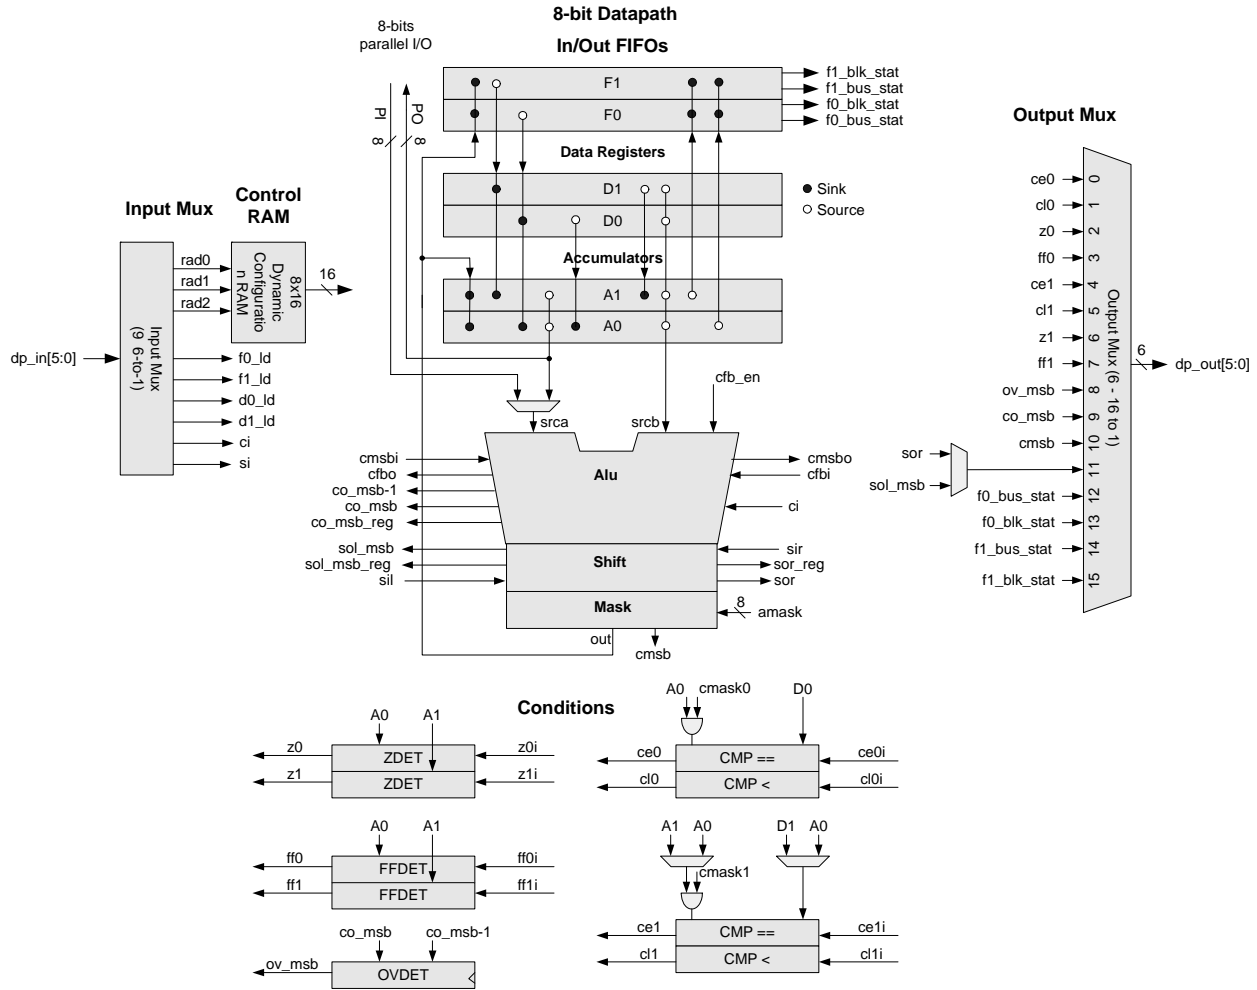 8-bit Datapath
8-bits
parallel I/O
In/Out FIFOs
F1
F0
f1_blk_stat
f1_bus_stat
f0_blk_stat
f0_bus_stat
PI
8
PO
8
Data Registers
D1
D0
Sink
Source
Accumulators
A1
A0
Input Mux
Control
RAM
Input Mux
(9 6-to-1)
dp_in[5:0]
rad0
rad1
rad2
8x16
Dynamic
Configuratio
n RAM
16
f0_ld
f1_ld
d0_ld
d1_ld
ci
si
cfb_en
srca
srcb
Alu
cmsbi
cfbo
co_msb-1
co_msb
co_msb_reg
cmsbo
cfbi
ci
Shift
sol_msb
sol_msb_reg
sil
sir
sor_reg
sor
Mask
8
amask
out
cmsb
Output Mux
ce0
0
cl0
1
z0
2
ff0
3
ce1
4
cl1
5
z1
6
ff1
7
ov_msb
8
co_msb
9
cmsb
10
sor
sol_msb
11
f0_bus_stat
12
f0_blk_stat
13
f1_bus_stat
14
f1_blk_stat
15
Output Mux (6 - 16 to 1)
6
dp_out[5:0]
Conditions
A0
A1
z0
ZDET
z0i
z1
ZDET
z1i
A0
A1
ff0
FFDET
ff0i
ff1
FFDET
ff1i
co_msb
co_msb-1
ov_msb
OVDET
A0
cmask0
D0
ce0
CMP ==
ce0i
cl0
CMP <
cl0i
A1
A0
D1
A0
cmask1
ce1
CMP ==
ce1i
cl1
CMP <
cl1i